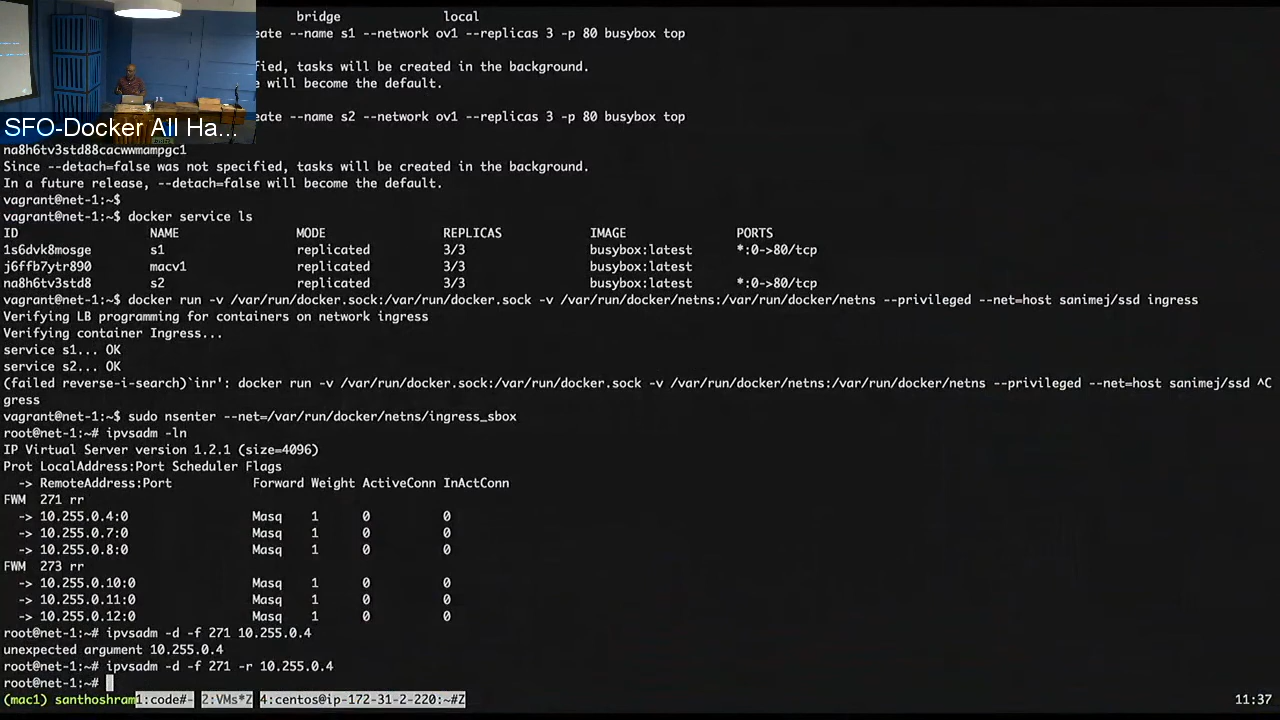 bridge local
eate --name s1 --network ov1 --replicas 3 -p 80 busybox top
fied, tasks will be created in the background.
e will become the default.
eate --name s2 --network ov1 --replicas 3 -p 80 busybox top
SFO-Docker All Ha...
na8h6tv3std88cacwwmampgc1
Since --detach=false was not specified, tasks will be created in the background.
In a future release, --detach=false will become the default.
vagrant@net-1:~$
vagrant@net-1:~$ docker service ls
ID NAME MODE REPLICAS IMAGE PORTS
1s6dvk8mosge s1 replicated 3/3 busybox:latest *:0->80/tcp
j6ffb7ytr890 macv1 replicated 3/3 busybox:latest
na8h6tv3std8 s2 replicated 3/3 busybox:latest *:0->80/tcp
vagrant@net-1:~$ docker run -v /var/run/docker.sock:/var/run/docker.sock -v /var/run/docker/netns:/var/run/docker/netns --privileged --net=host sanimej/ssd ingress
Verifying LB programming for containers on network ingress
Verifying container Ingress...
service s1... OK
service s2... OK
(failed reverse-i-search)`inr': docker run -v /var/run/docker.sock:/var/run/docker.sock -v /var/run/docker/netns:/var/run/docker/netns --privileged --net=host sanimej/ssd ^C
gress
vagrant@net-1:~$ sudo nsenter --net=/var/run/docker/netns/ingress_sbox
root@net-1:~# ipvsadm -ln
IP Virtual Server version 1.2.1 (size=4096)
Prot LocalAddress:Port Scheduler Flags
-> RemoteAddress:Port Forward Weight ActiveConn InActConn
FWM 271 rr
-> 10.255.0.4:0 Masq 1 0 0
-> 10.255.0.7:0 Masq 1 0 0
-> 10.255.0.8:0 Masq 1 0 0
FWM 273 rr
-> 10.255.0.10:0 Masq 1 0 0
-> 10.255.0.11:0 Masq 1 0 0
-> 10.255.0.12:0 Masq 1 0 0
root@net-1:~# ipvsadm -d -f 271 10.255.0.4
unexpected argument 10.255.0.4
root@net-1:~# ipvsadm -d -f 271 -r 10.255.0.4
root@net-1:~#
(mac1) santhoshram 1:code#- 2:VMs*Z 4:centos@ip-172-31-2-220:~#Z 11:37